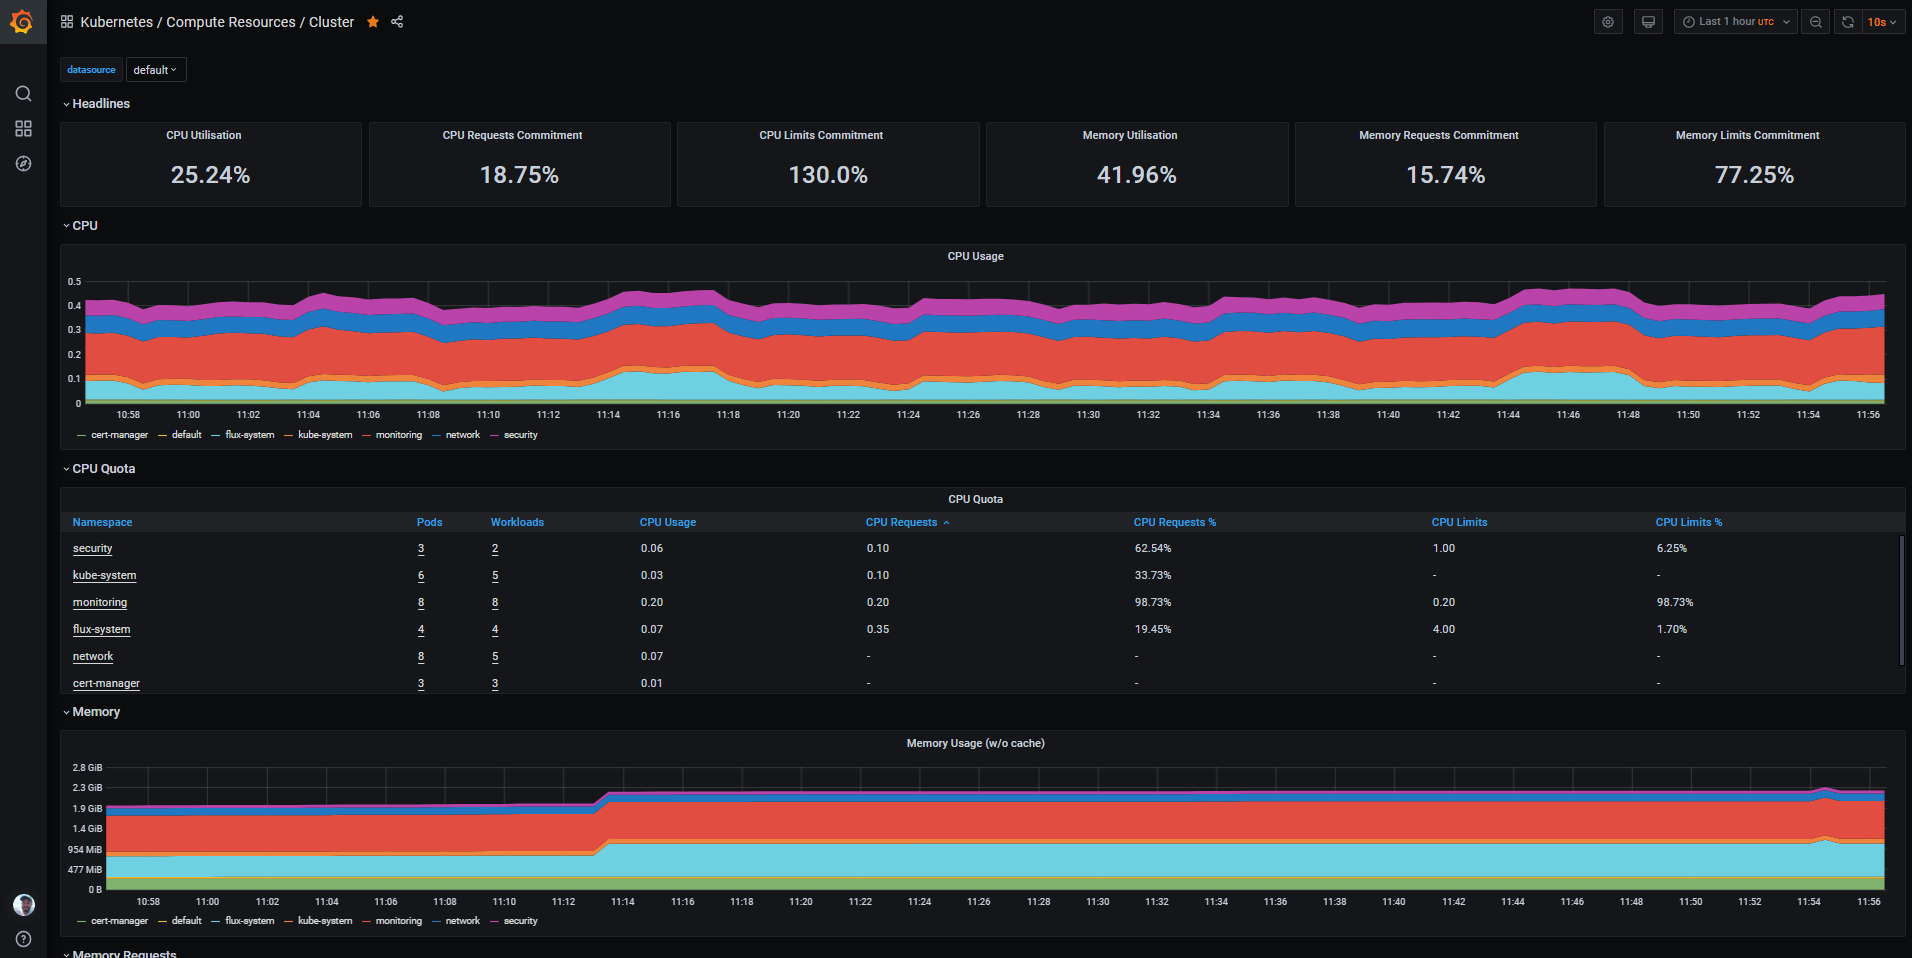 Kubernetes / Compute Resources / Cluster
Last 1 hour UTC
10s
datasource default
Headlines
CPU Utilisation CPU Requests Commitment CPU Limits Commitment Memory Utilisation Memory Requests Commitment Memory Limits Commitment
25.24% 18.75% 130.0% 41.96% 15.74% 77.25%
CPU
CPU Usage
0.5
0.4
0.3
0.2
0.1
0
10:58 11:00 11:02 11:04 11:06 11:08 11:10 11:12 11:14 11:16 11:18 11:20 11:22 11:24 11:26 11:28 11:30 11:32 11:34 11:36 11:38 11:40 11:42 11:44 11:46 11:48 11:50 11:52 11:54 11:56
cert-manager default flux-system kube-system monitoring network security
CPU Quota
CPU Quota
Namespace Pods Workloads CPU Usage CPU Requests CPU Requests % CPU Limits CPU Limits %
security 3 2 0.06 0.10 62.54% 1.00 6.25%
kube-system 6 5 0.03 0.10 33.73% - -
monitoring 8 8 0.20 0.20 98.73% 0.20 98.73%
flux-system 4 4 0.07 0.35 19.45% 4.00 1.70%
network 8 5 0.07 - - - -
cert-manager 3 3 0.01 - - - -
Memory
Memory Usage (w/o cache)
2.8 GiB
2.3 GiB
1.9 GiB
1.4 GiB
954 MiB
477 MiB
0 B
10:58 11:00 11:02 11:04 11:06 11:08 11:10 11:12 11:14 11:16 11:18 11:20 11:22 11:24 11:26 11:28 11:30 11:32 11:34 11:36 11:38 11:40 11:42 11:44 11:46 11:48 11:50 11:52 11:54 11:56
cert-manager default flux-system kube-system monitoring network security
Memory Requests